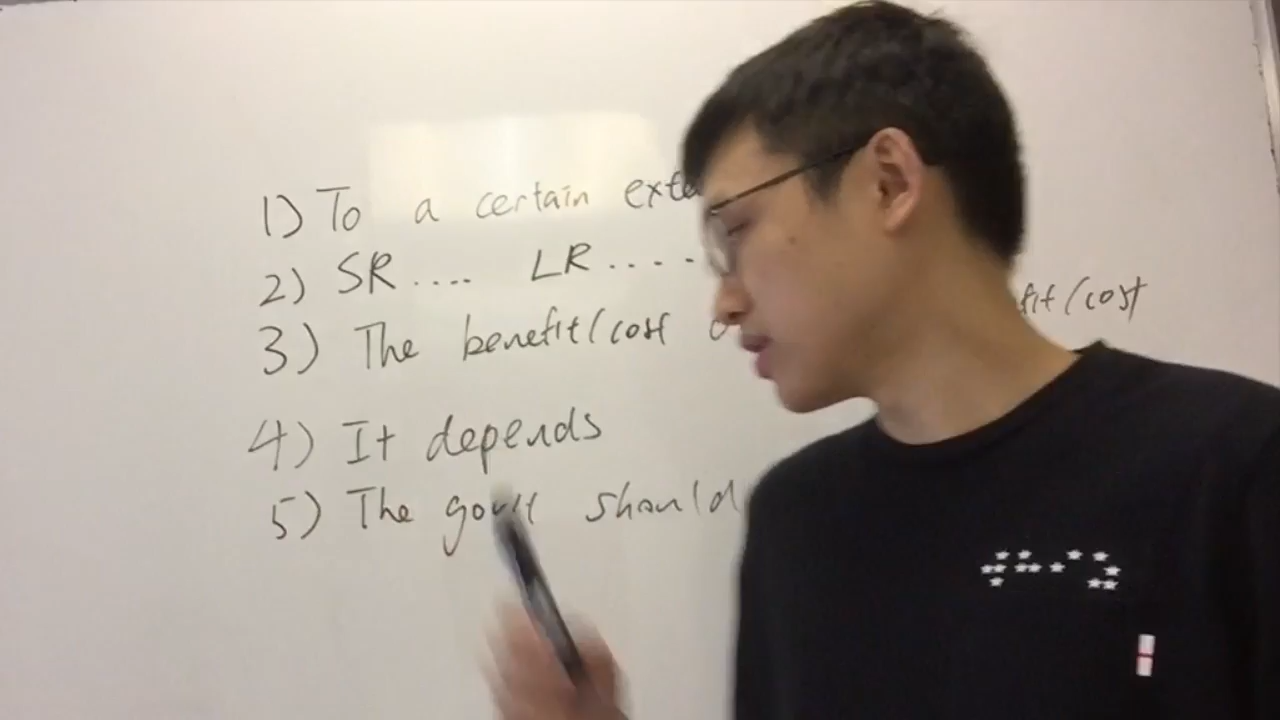 1) To a certain exte
2) SR.... LR.....
3) The benefit/cost fit/cost
4) It depends
5) The govt should